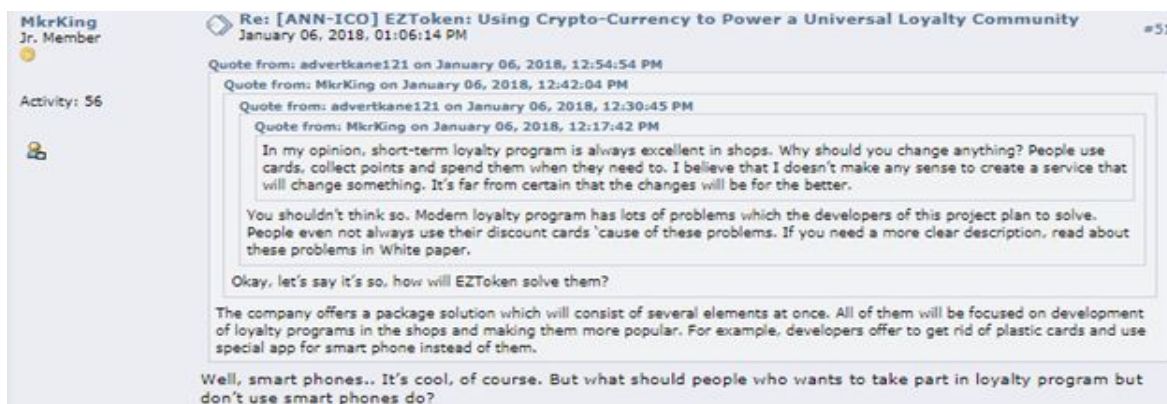 MkrKing
Jr. Member
Activity: 56
Re: [ANN-ICO] EZToken: Using Crypto-Currency to Power a Universal Loyalty Community
January 06, 2018, 01:06:14 PM
Quote from: advertkane121 on January 06, 2018, 12:54:54 PM
Quote from: MkrKing on January 06, 2018, 12:42:04 PM
Quote from: advertkane121 on January 06, 2018, 12:30:45 PM
Quote from: MkrKing on January 06, 2018, 12:17:42 PM
In my opinion, short-term loyalty program is always excellent in shops. Why should you change anything? People use
cards, collect points and spend them when they need to. I believe that I doesn't make any sense to create a service that
will change something. It's far from certain that the changes will be for the better.
You shouldn't think so. Modern loyalty program has lots of problems which the developers of this project plan to solve.
People even not always use their discount cards 'cause of these problems. If you need a more clear description, read about
these problems in White paper.
Okay, let's say it's so, how will EZToken solve them?
The company offers a package solution which will consist of several elements at once. All of them will be focused on development
of loyalty programs in the shops and making them more popular. For example, developers offer to get rid of plastic cards and use
special app for smart phone instead of them.
Well, smart phones.. It's cool, of course. But what should people who wants to take part in loyalty program but
don't use smart phones do?